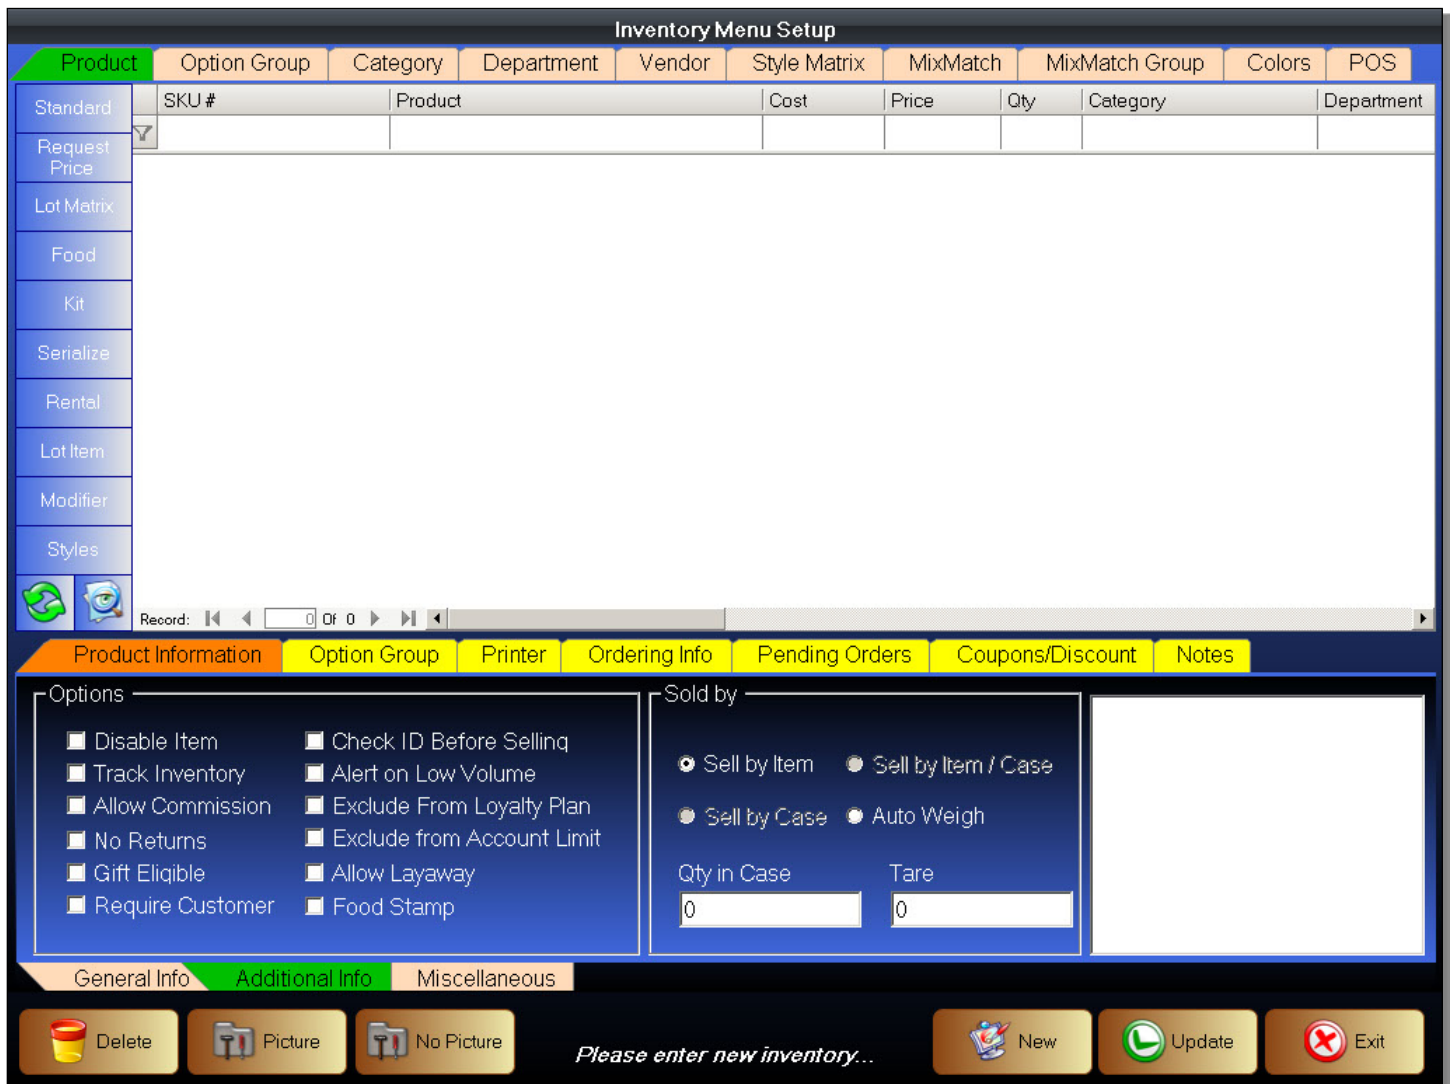 Inventory Menu Setup
Product Option Group Category Department Vendor Style Matrix MixMatch MixMatch Group Colors POS
SKU # Product Cost Price Qty Category Department
Standard
Request
Price
Lot Matrix
Food
Kit
Serialize
Rental
Lot Item
Modifier
Styles
Record: 0 Of 0
Product Information Option Group Printer Ordering Info Pending Orders Coupons/Discount Notes
Options
Disable Item Check ID Before Selling
Track Inventory Alert on Low Volume
Allow Commission Exclude From Loyalty Plan
No Returns Exclude from Account Limit
Gift Eligible Allow Layaway
Require Customer Food Stamp
Sold by
Sell by Item Sell by Item / Case
Sell by Case Auto Weigh
Qty in Case Tare
0 0
General Info Additional Info Miscellaneous
Delete Picture No Picture Please enter new inventory... New Update Exit